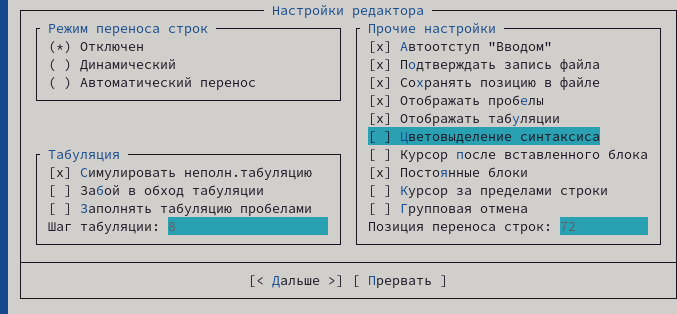 Настройки редактора
Режим переноса строк
(*) Отключен
( ) Динамический
( ) Автоматический перенос
Табуляция
[x] Симулировать неполн.табуляцию
[ ] Забой в обход табуляции
[ ] Заполнять табуляцию пробелами
Шаг табуляции: 8
Прочие настройки
[x] Автоотступ "Вводом"
[x] Подтверждать запись файла
[x] Сохранять позицию в файле
[x] Отображать пробелы
[x] Отображать табуляции
[ ] Цветовыделение синтаксиса
[ ] Курсор после вставленного блока
[x] Постоянные блоки
[ ] Курсор за пределами строки
[ ] Групповая отмена
Позиция переноса строк: 72
[< Дальше >] [ Прервать ]